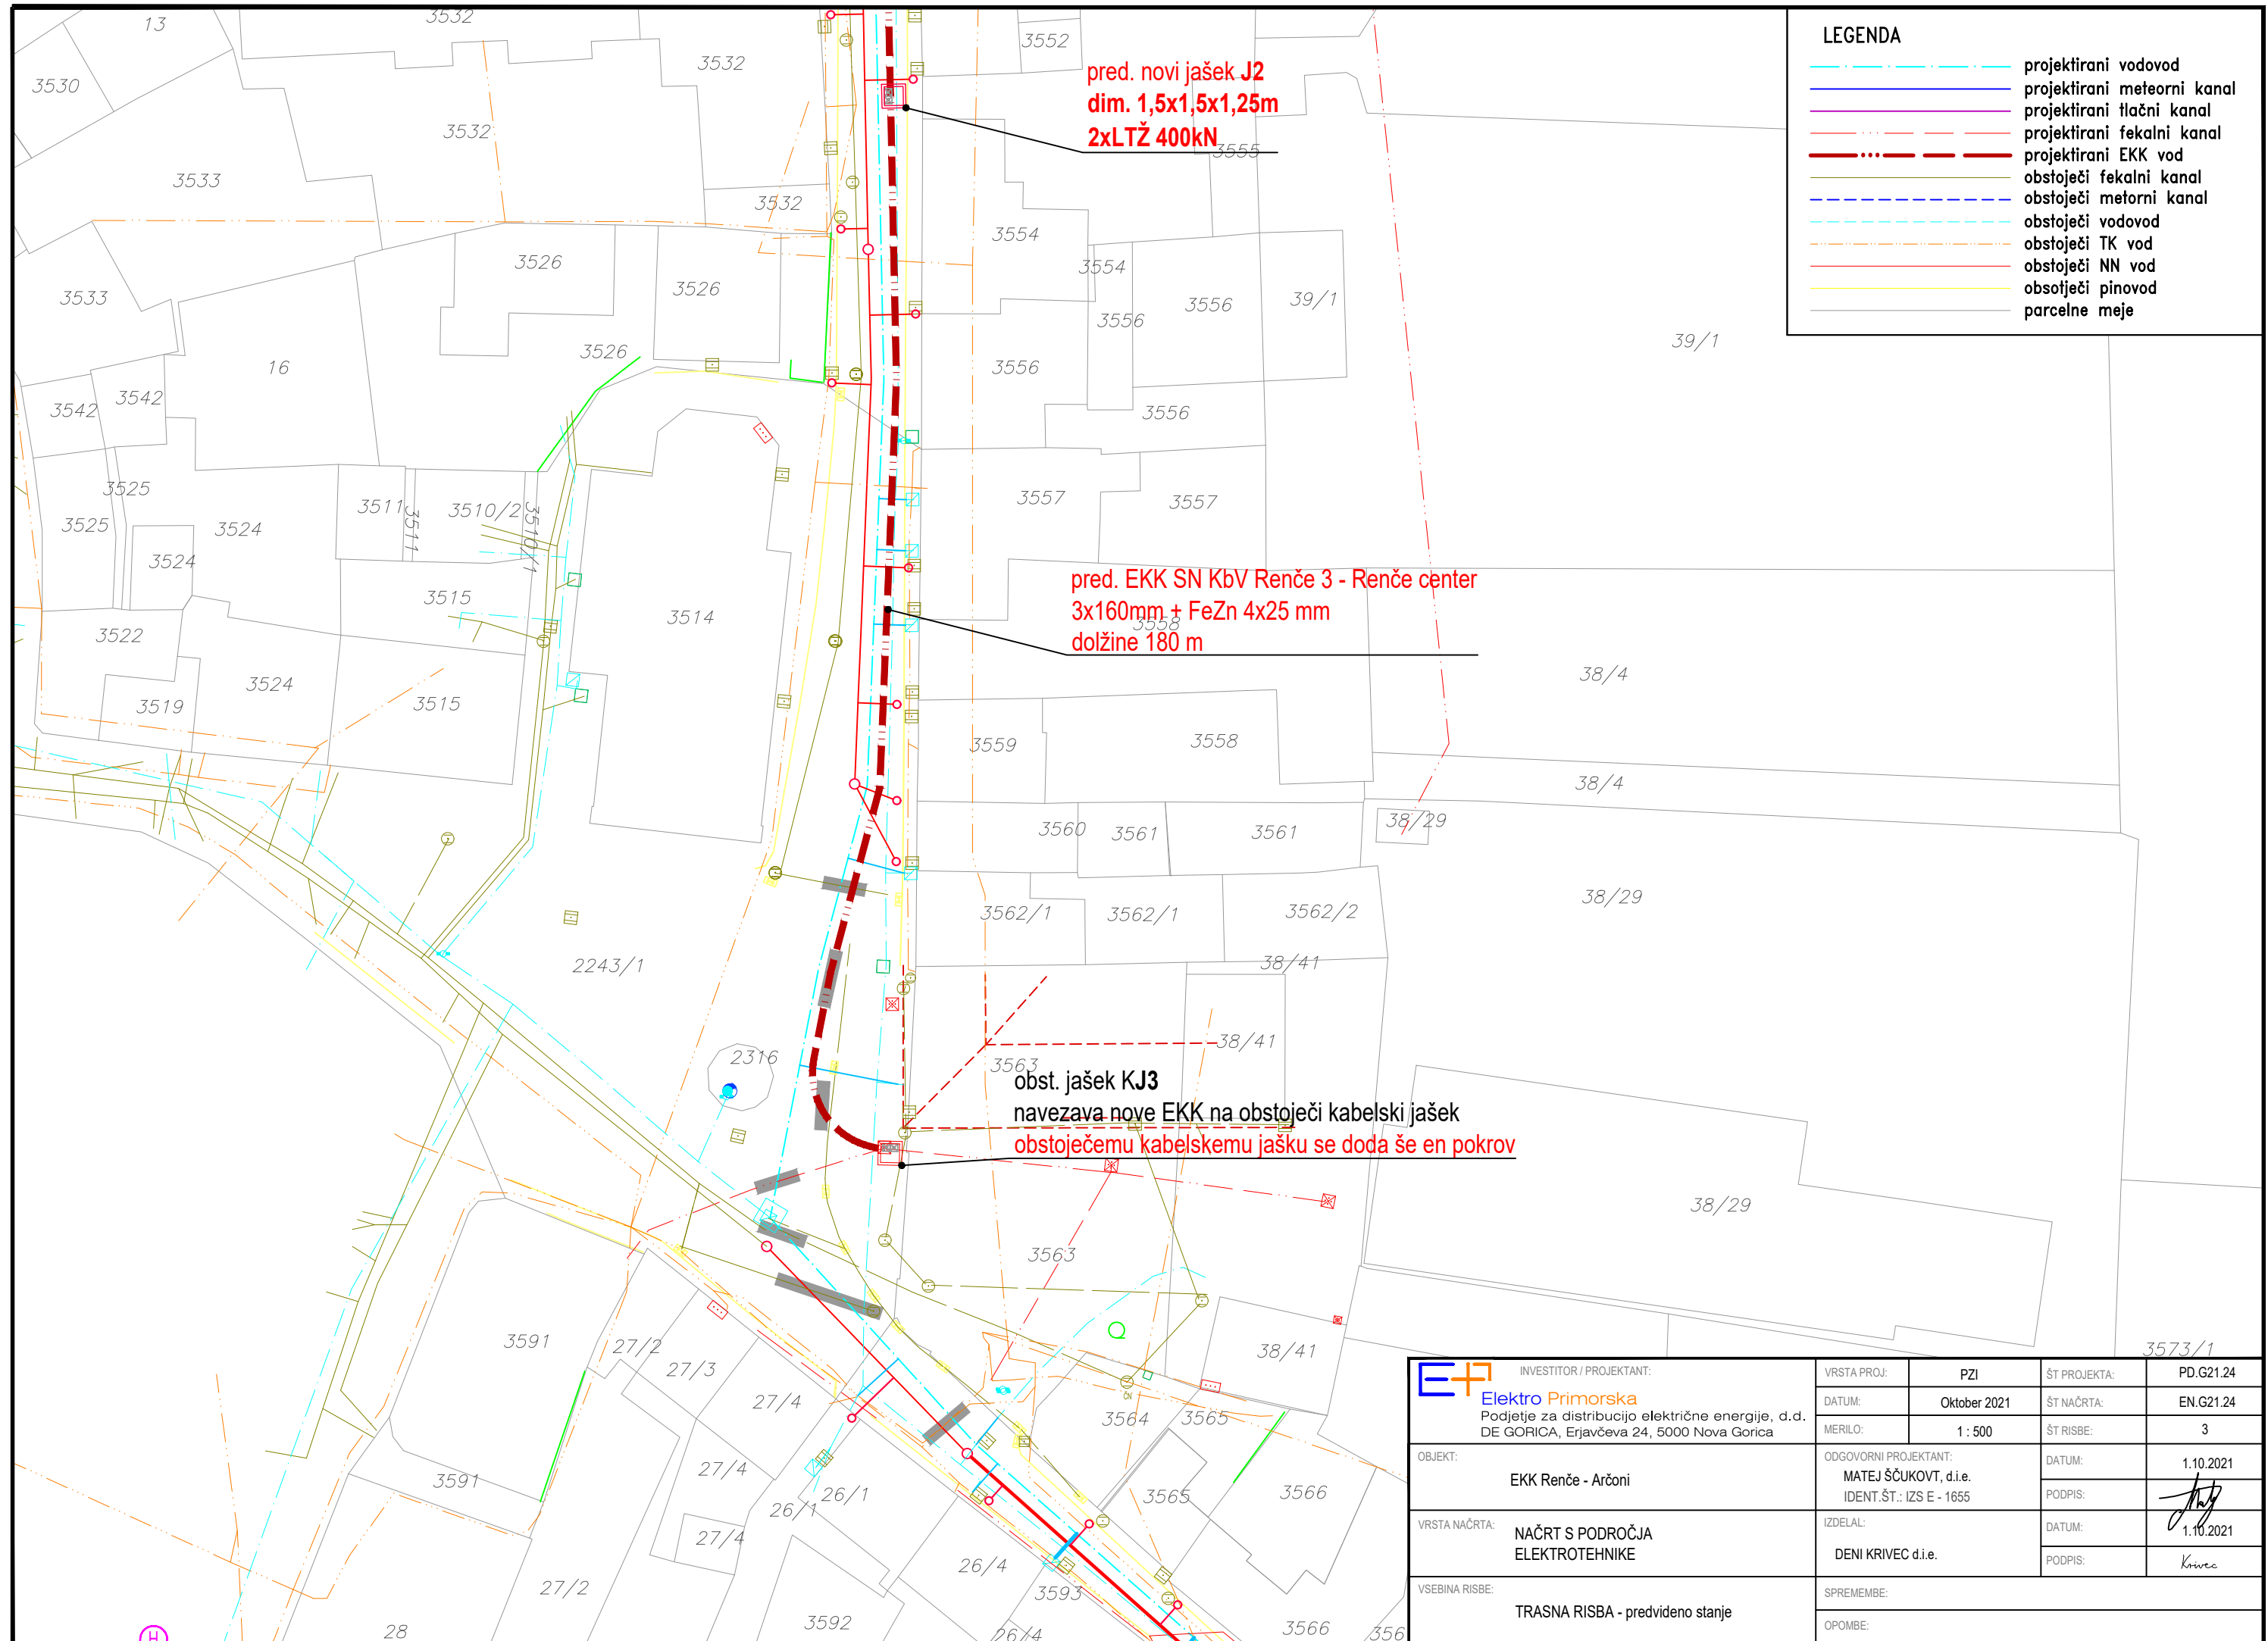 13
3532
3552
3530
3532
pred. novi jašek J2
dim. 1,5x1,5x1,25m
2xLTŽ 400kN
3532
3555
3533
3532
3554
3526
3526
3554
3533
3556
39/1
3556
39/1
16
3526
3556
3542
3542
3556
3525
3511
3511
3510/2
3510/1
3557
3557
3525
3524
3524
pred. EKK SN KbV Renče 3 - Renče center
3x160mm + FeZn 4x25 mm
dolžine 180 m
3558
3515
3514
3522
3524
3519
3515
38/4
3559
3558
38/4
3560
3561
3561
38/29
3562/1
3562/1
3562/2
38/29
2243/1
38/41
2316
38/41
3563
obst. jašek KJ3
navezava nove EKK na obstoječi kabelski jašek
obstoječemu kabelskemu jašku se doda še en pokrov
38/29
3563
3591
27/2
27/3
38/41
3573/1
27/4
3564
3565
3591
27/4
26/1
26/1
3565
3566
27/4
27/2
26/4
3593
28
3592
26/4
3566
356
H
ČN
LEGENDA
projektirani vodovod
projektirani meteorni kanal
projektirani tlačni kanal
projektirani fekalni kanal
projektirani EKK vod
obstoječi fekalni kanal
obstoječi metorni kanal
obstoječi vodovod
obstoječi TK vod
obstoječi NN vod
obsotječi pinovod
parcelne meje
INVESTITOR / PROJEKTANT:
Elektro Primorska
Podjetje za distribucijo električne energije, d.d.
DE GORICA, Erjavčeva 24, 5000 Nova Gorica
VRSTA PROJ: PZI ŠT PROJEKTA: PD.G21.24
DATUM: Oktober 2021 ŠT NAČRTA: EN.G21.24
MERILO: 1 : 500 ŠT RISBE: 3
OBJEKT:
EKK Renče - Arčoni
ODGOVORNI PROJEKTANT:
MATEJ ŠČUKOVT, d.i.e.
IDENT.ŠT.: IZS E - 1655
DATUM: 1.10.2021
PODPIS:
VRSTA NAČRTA: NAČRT S PODROČJA
ELEKTROTEHNIKE
IZDELAL:
DENI KRIVEC d.i.e.
DATUM: 1.10.2021
PODPIS: Krivec
VSEBINA RISBE:
TRASNA RISBA - predvideno stanje
SPREMEMBE:
OPOMBE: